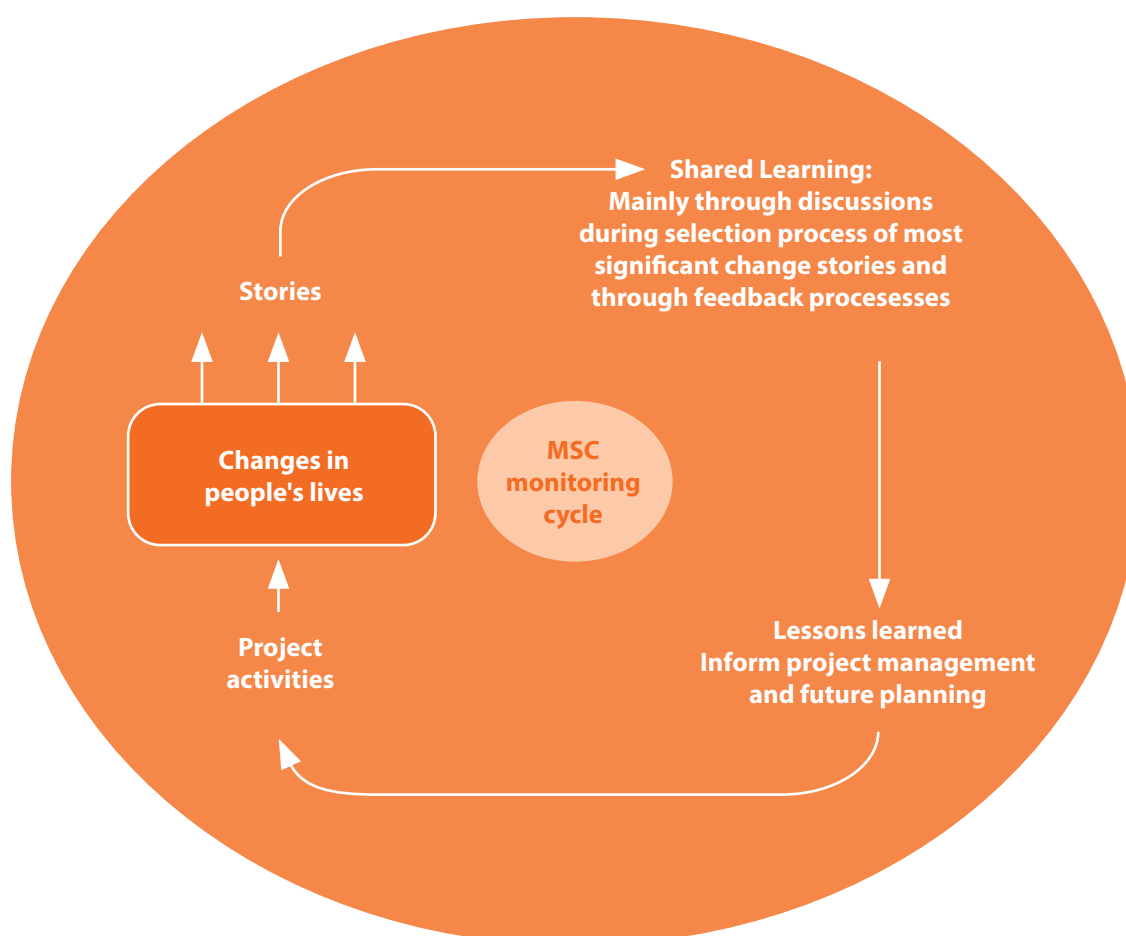 Shared Learning:
Mainly through discussions
during selection process of most
significant change stories and
through feedback procesesses
Stories
Changes in
people's lives
MSC
monitoring
cycle
Project
activities
Lessons learned
Inform project management
and future planning